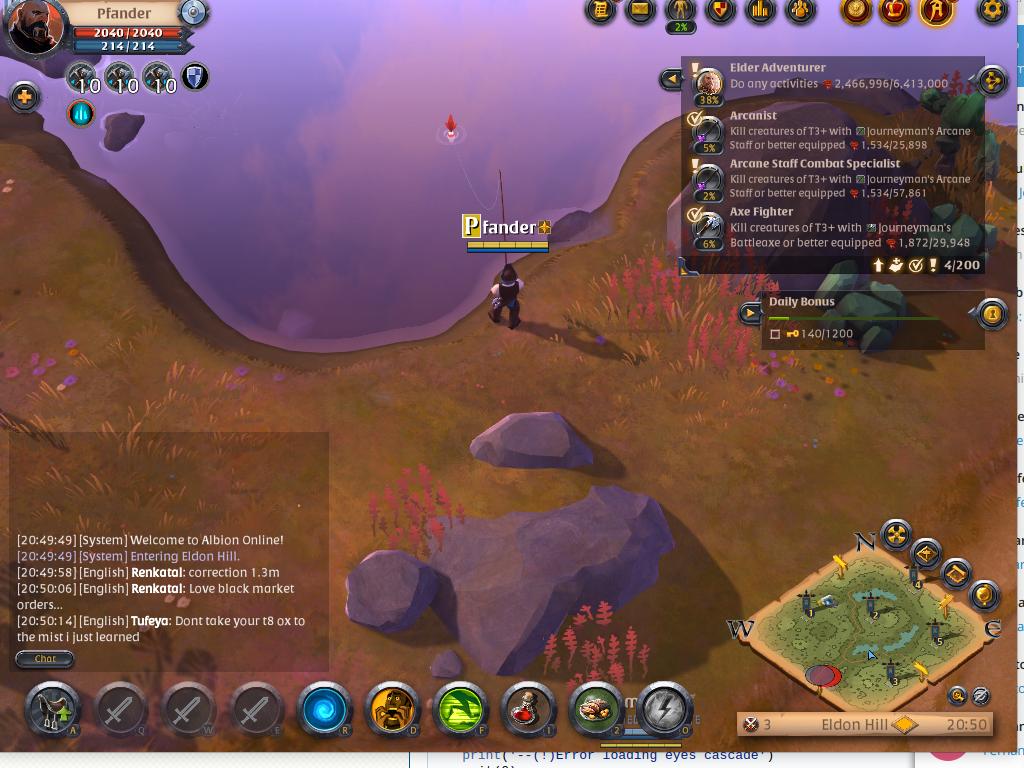 Pfander
2040 / 2040
214 / 214
10
10
10
2%
Elder Adventurer
Do any activities 2,466,996/6,413,000
38%
Arcanist
Kill creatures of T3+ with Journeyman's Arcane
Staff or better equipped 1,534/25,898
5%
Arcane Staff Combat Specialist
Kill creatures of T3+ with Journeyman's Arcane
Staff or better equipped 1,534/57,861
2%
Axe Fighter
Kill creatures of T3+ with Journeyman's
Battleaxe or better equipped 1,872/29,948
6%
4/200
Daily Bonus
140/1200
Pfander
[20:49:49] [System] Welcome to Albion Online!
[20:49:49] [System] Entering Eldon Hill.
[20:49:58] [English] Renkatal: correction 1.3m
[20:50:06] [English] Renkatal: Love black market
orders...
[20:50:14] [English] Tufeya: Dont take your t8 ox to
the mist i just learned
Chat
A
Q
W
E
R
D
F
1
2
O
N
W
E
1
2
3
4
5
3
Eldon Hill
20:50
print('--(!)Error loading eyes cascade')